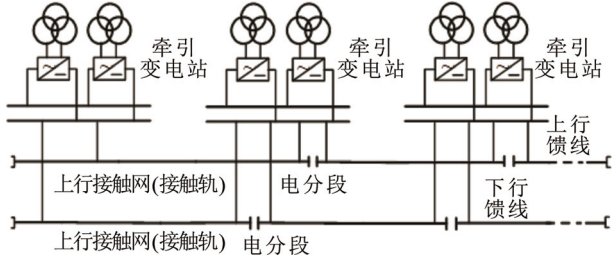 牵引
变电站
牵引
变电站
牵引
变电站
上行
馈线
上行接触网(接触轨)
电分段
下行
馈线
上行接触网(接触轨)
电分段